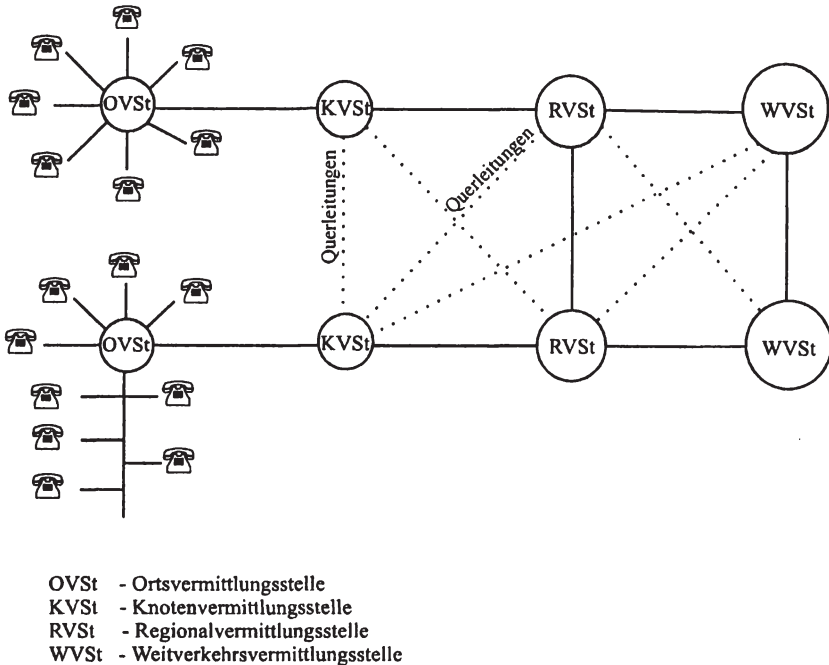 OVSt
KVSt
RVSt
WVSt
Querleitungen
Querleitungen
OVSt
KVSt
RVSt
WVSt
OVSt - Ortsvermittlungsstelle
KVSt - Knotenvermittlungsstelle
RVSt - Regionalvermittlungsstelle
WVSt - Weitverkehrsvermittlungsstelle